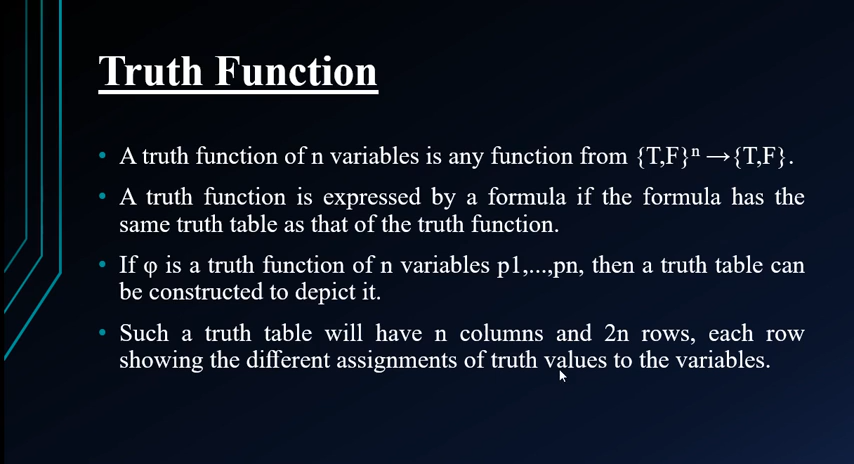 Truth Function
• A truth function of n variables is any function from {T,F}ⁿ →{T,F}.
• A truth function is expressed by a formula if the formula has the
same truth table as that of the truth function.
• If φ is a truth function of n variables p1,...,pn, then a truth table can
be constructed to depict it.
• Such a truth table will have n columns and 2n rows, each row
showing the different assignments of truth values to the variables.